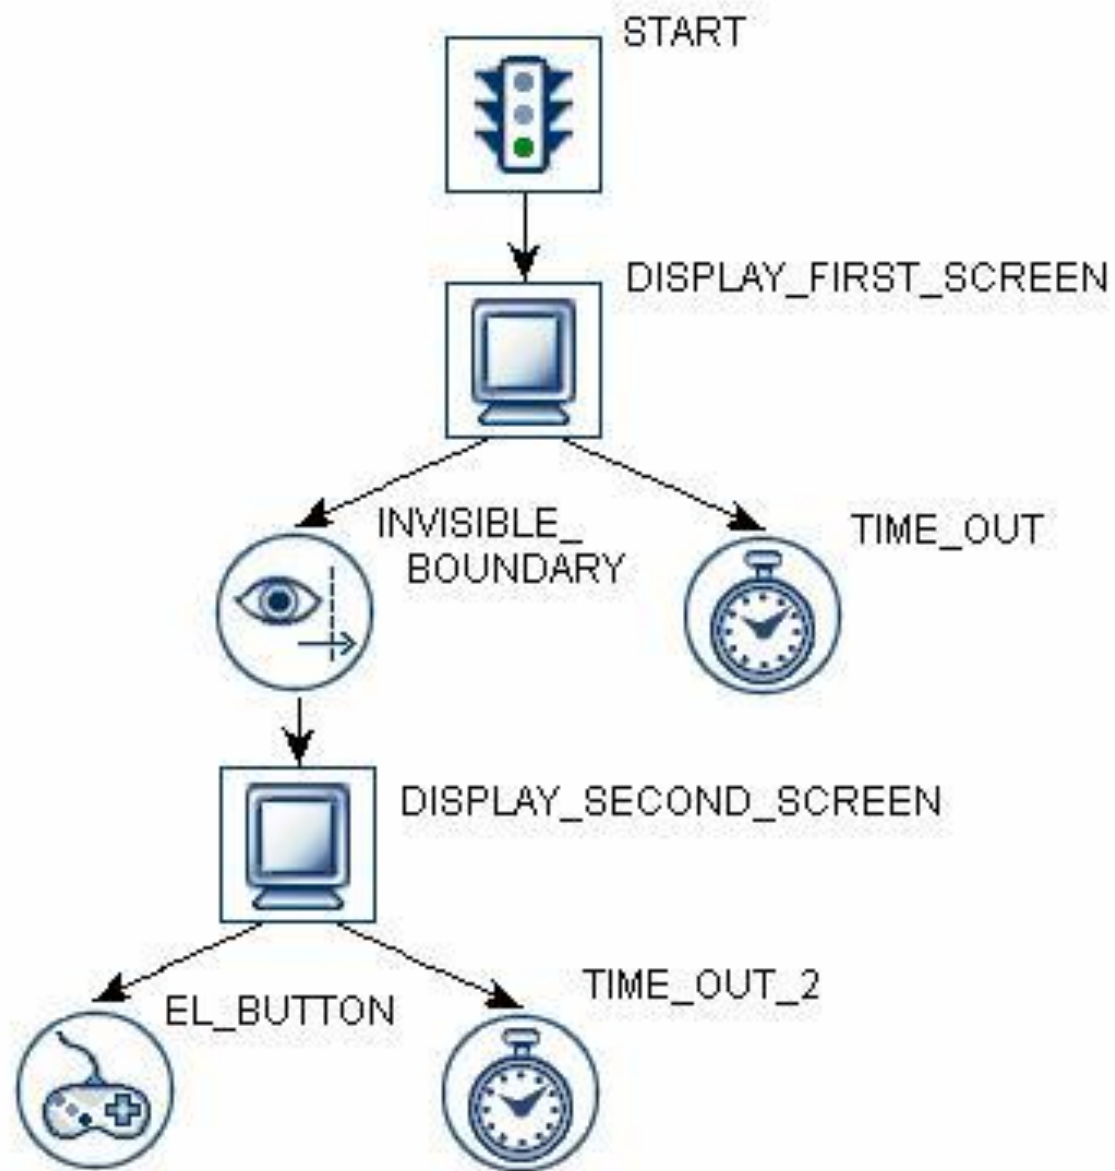 START
DISPLAY_FIRST_SCREEN
INVISIBLE_
BOUNDARY
TIME_OUT
DISPLAY_SECOND_SCREEN
EL_BUTTON
TIME_OUT_2